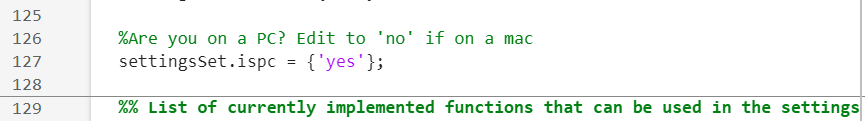 125
126 %Are you on a PC? Edit to 'no' if on a mac
127 settingsSet.ispc = {'yes'};
128
129 %% List of currently implemented functions that can be used in the settings